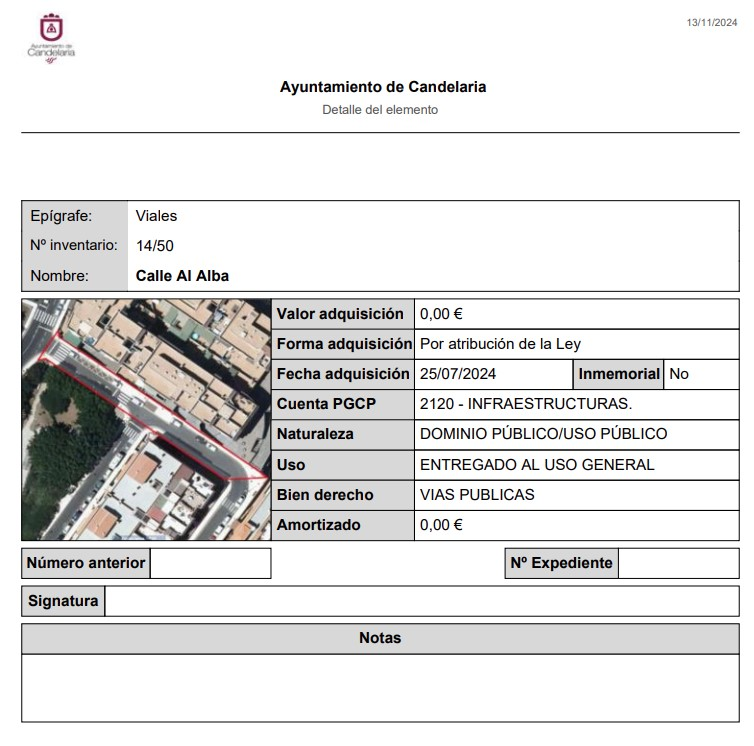 13/11/2024
Ayuntamiento de
Candelaria
Ayuntamiento de Candelaria
Detalle del elemento
Epígrafe: Viales
Nº inventario: 14/50
Nombre: Calle Al Alba
Valor adquisición 0,00 €
Forma adquisición Por atribución de la Ley
Fecha adquisición 25/07/2024 Inmemorial No
Cuenta PGCP 2120 - INFRAESTRUCTURAS.
Naturaleza DOMINIO PÚBLICO/USO PÚBLICO
Uso ENTREGADO AL USO GENERAL
Bien derecho VIAS PUBLICAS
Amortizado 0,00 €
Número anterior Nº Expediente
Signatura
Notas